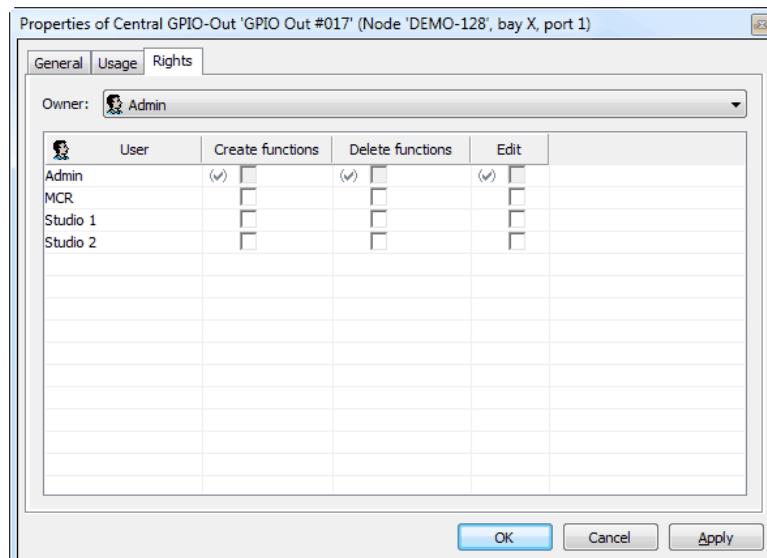 Properties of Central GPIO-Out 'GPIO Out #017' (Node 'DEMO-128', bay X, port 1)
General Usage Rights
Owner: Admin
User Create functions Delete functions Edit
Admin (✓) (✓) (✓)
MCR
Studio 1
Studio 2
OK Cancel Apply